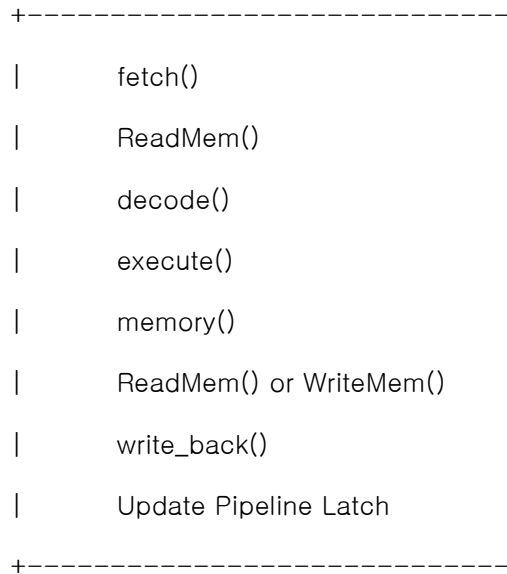 +------------------------------
|	fetch()
|	ReadMem()
|	decode()
|	execute()
|	memory()
|	ReadMem() or WriteMem()
|	write_back()
|	Update Pipeline Latch
+------------------------------